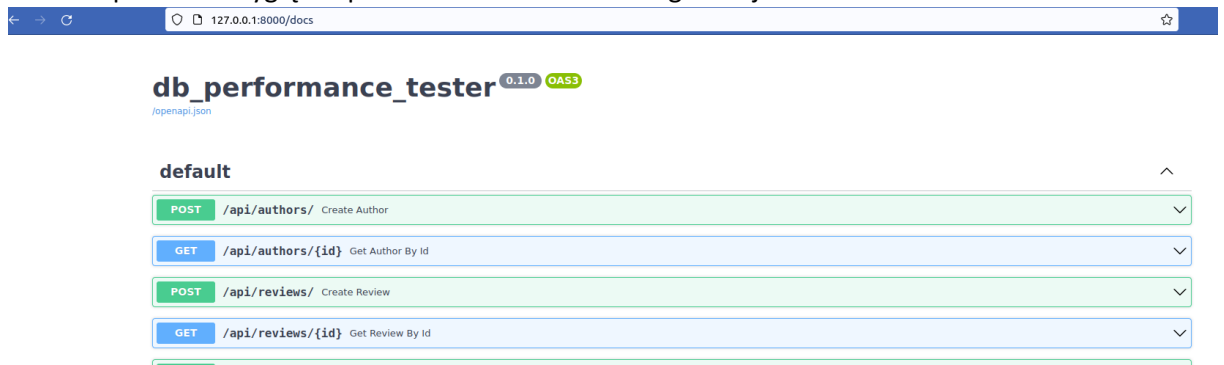 127.0.0.1:8000/docs
db_performance_tester 0.1.0 OAS3
/openapi.json
default
POST /api/authors/ Create Author
GET /api/authors/{id} Get Author By Id
POST /api/reviews/ Create Review
GET /api/reviews/{id} Get Review By Id